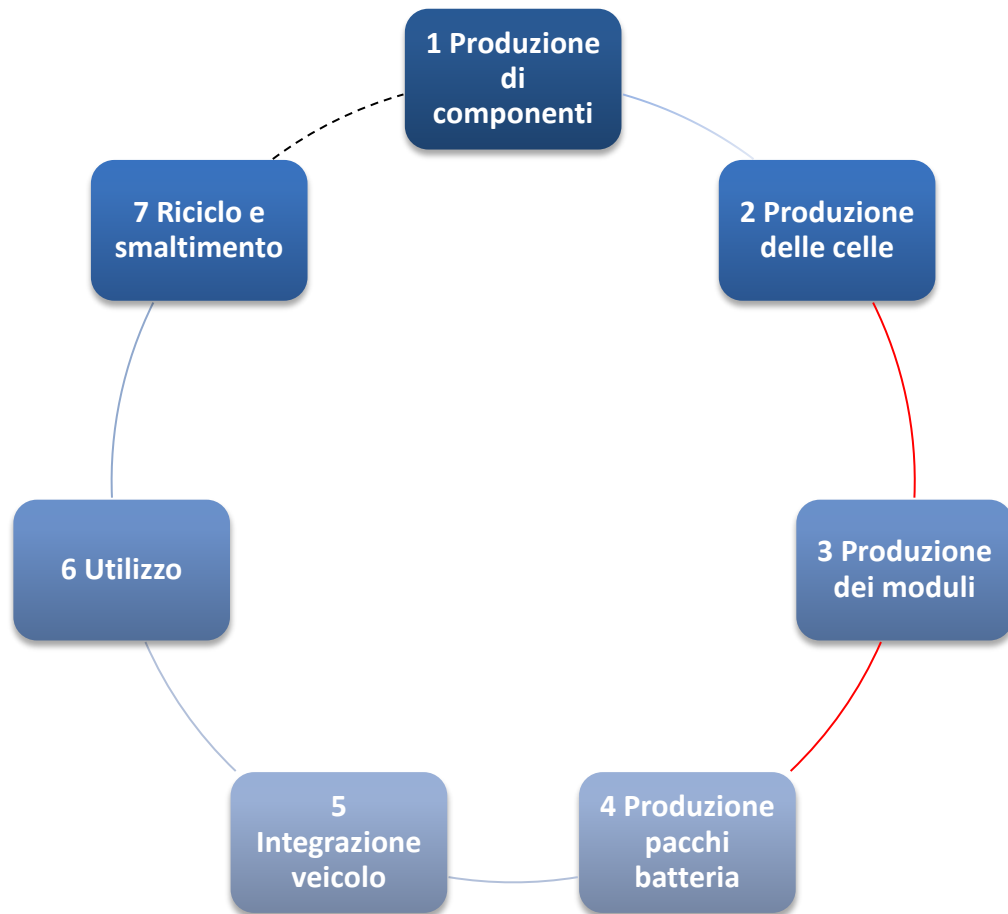 1 Produzione
di
componenti
2 Produzione
delle celle
3 Produzione
dei moduli
4 Produzione
pacchi
batteria
5
Integrazione
veicolo
6 Utilizzo
7 Riciclo e
smaltimento